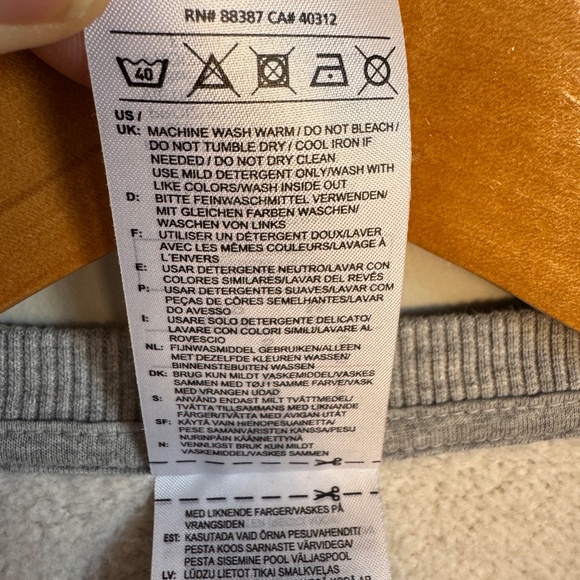 RN# 88387 CA# 40312
40
US /
UK: MACHINE WASH WARM / DO NOT BLEACH /
DO NOT TUMBLE DRY / COOL IRON IF
NEEDED / DO NOT DRY CLEAN
USE MILD DETERGENT ONLY/WASH WITH
LIKE COLORS/WASH INSIDE OUT
D: BITTE FEINWASCHMITTEL VERWENDEN/
MIT GLEICHEN FARBEN WASCHEN/
WASCHEN VON LINKS
F: UTILISER UN DÉTERGENT DOUX/LAVER
AVEC LES MÊMES COULEURS/LAVAGE À
L'ENVERS
E: USAR DETERGENTE NEUTRO/LAVAR CON
COLORES SIMILARES/LAVAR DEL REVÉS
P: USAR DETERGENTES SUAVES/LAVAR COM
PEÇAS DE CÔRES SEMELHANTES/LAVAR
DO AVESSO
I: USARE SOLO DETERGENTE DELICATO/
LAVARE CON COLORI SIMILI/LAVARE AL
ROVESCIO
NL: FIJNWASMIDDEL GEBRUIKEN/ALLEEN
MET DEZELFDE KLEUREN WASSEN/
BINNENSTEBUITEN WASSEN
DK: BRUG KUN MILDT VASKEMIDDEL/VASKES
SAMMEN MED TØJ I SAMME FARVE/VASK
MED VRANGEN UDAD
S: ANVÄND ENDAST MILT TVÄTTMEDEL/
TVÄTTA TILLSAMMANS MED LIKNANDE
FÄRGER/TVÄTTA MED AVIGAN UTÅT
SF: KÄYTÄ VAIN HIENOPESUAINETTA/
PESE SAMANVÄRISTEN KANSSA/PESU
NURINPÄIN KÄÄNNETTYNÄ
N: VENNLIGST BRUK KUN MILDT
VASKEMIDDEL/VASKES SAMMEN
MED LIKNENDE FARGER/VASKES PÅ
VRANGSIDEN
EST: KASUTADA VAID ÕRNA PESUVAHENDIT/
PESTA KOOS SARNASTE VÄRVIDEGA/
PESTA SISEMINE POOL VÄLJASPOOL
LV: LŪDZU LIETOT TIKAI SMALKVEĻAS